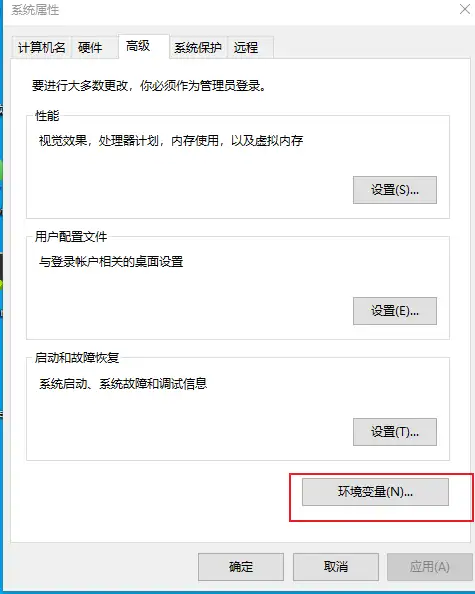 系统属性
计算机名 硬件 高级 系统保护 远程
要进行大多数更改，你必须作为管理员登录。
性能
视觉效果，处理器计划，内存使用，以及虚拟内存
设置(S)...
用户配置文件
与登录帐户相关的桌面设置
设置(E)...
启动和故障恢复
系统启动、系统故障和调试信息
设置(T)...
环境变量(N)...
确定 取消 应用(A)